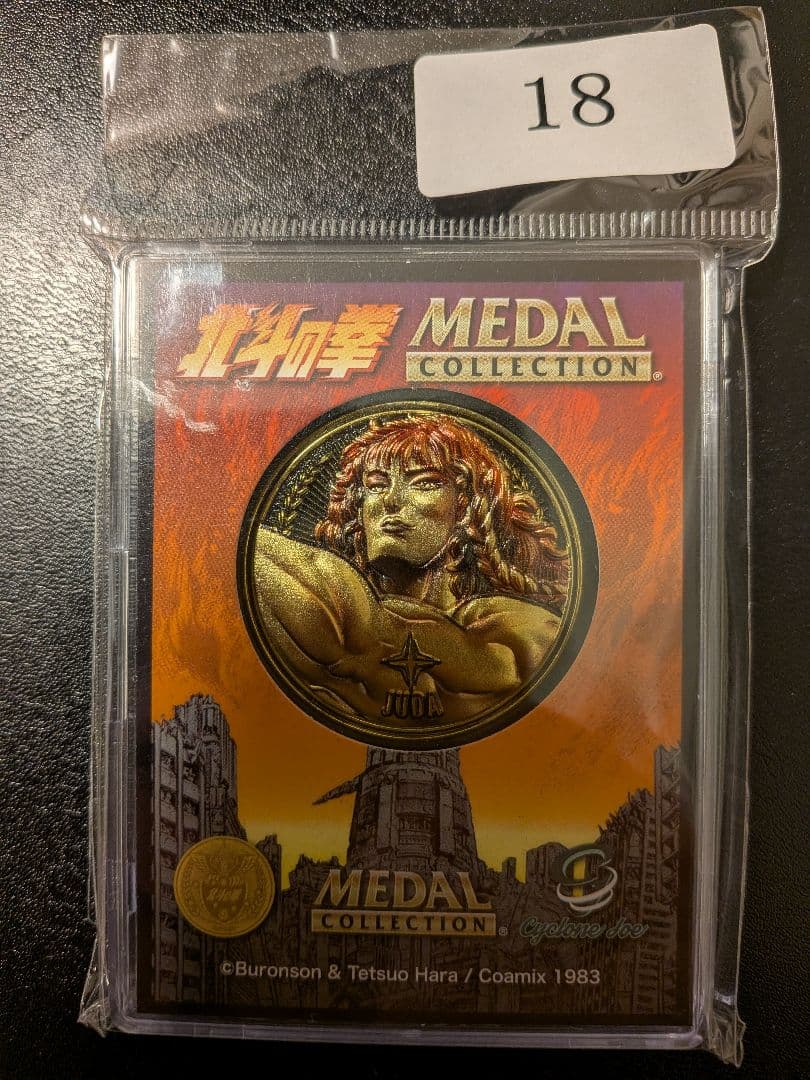 18
北斗の拳
MEDAL
COLLECTION®
JUDA
MEDAL
COLLECTION®
Cyclone Joe
©Buronson & Tetsuo Hara / Coamix 1983